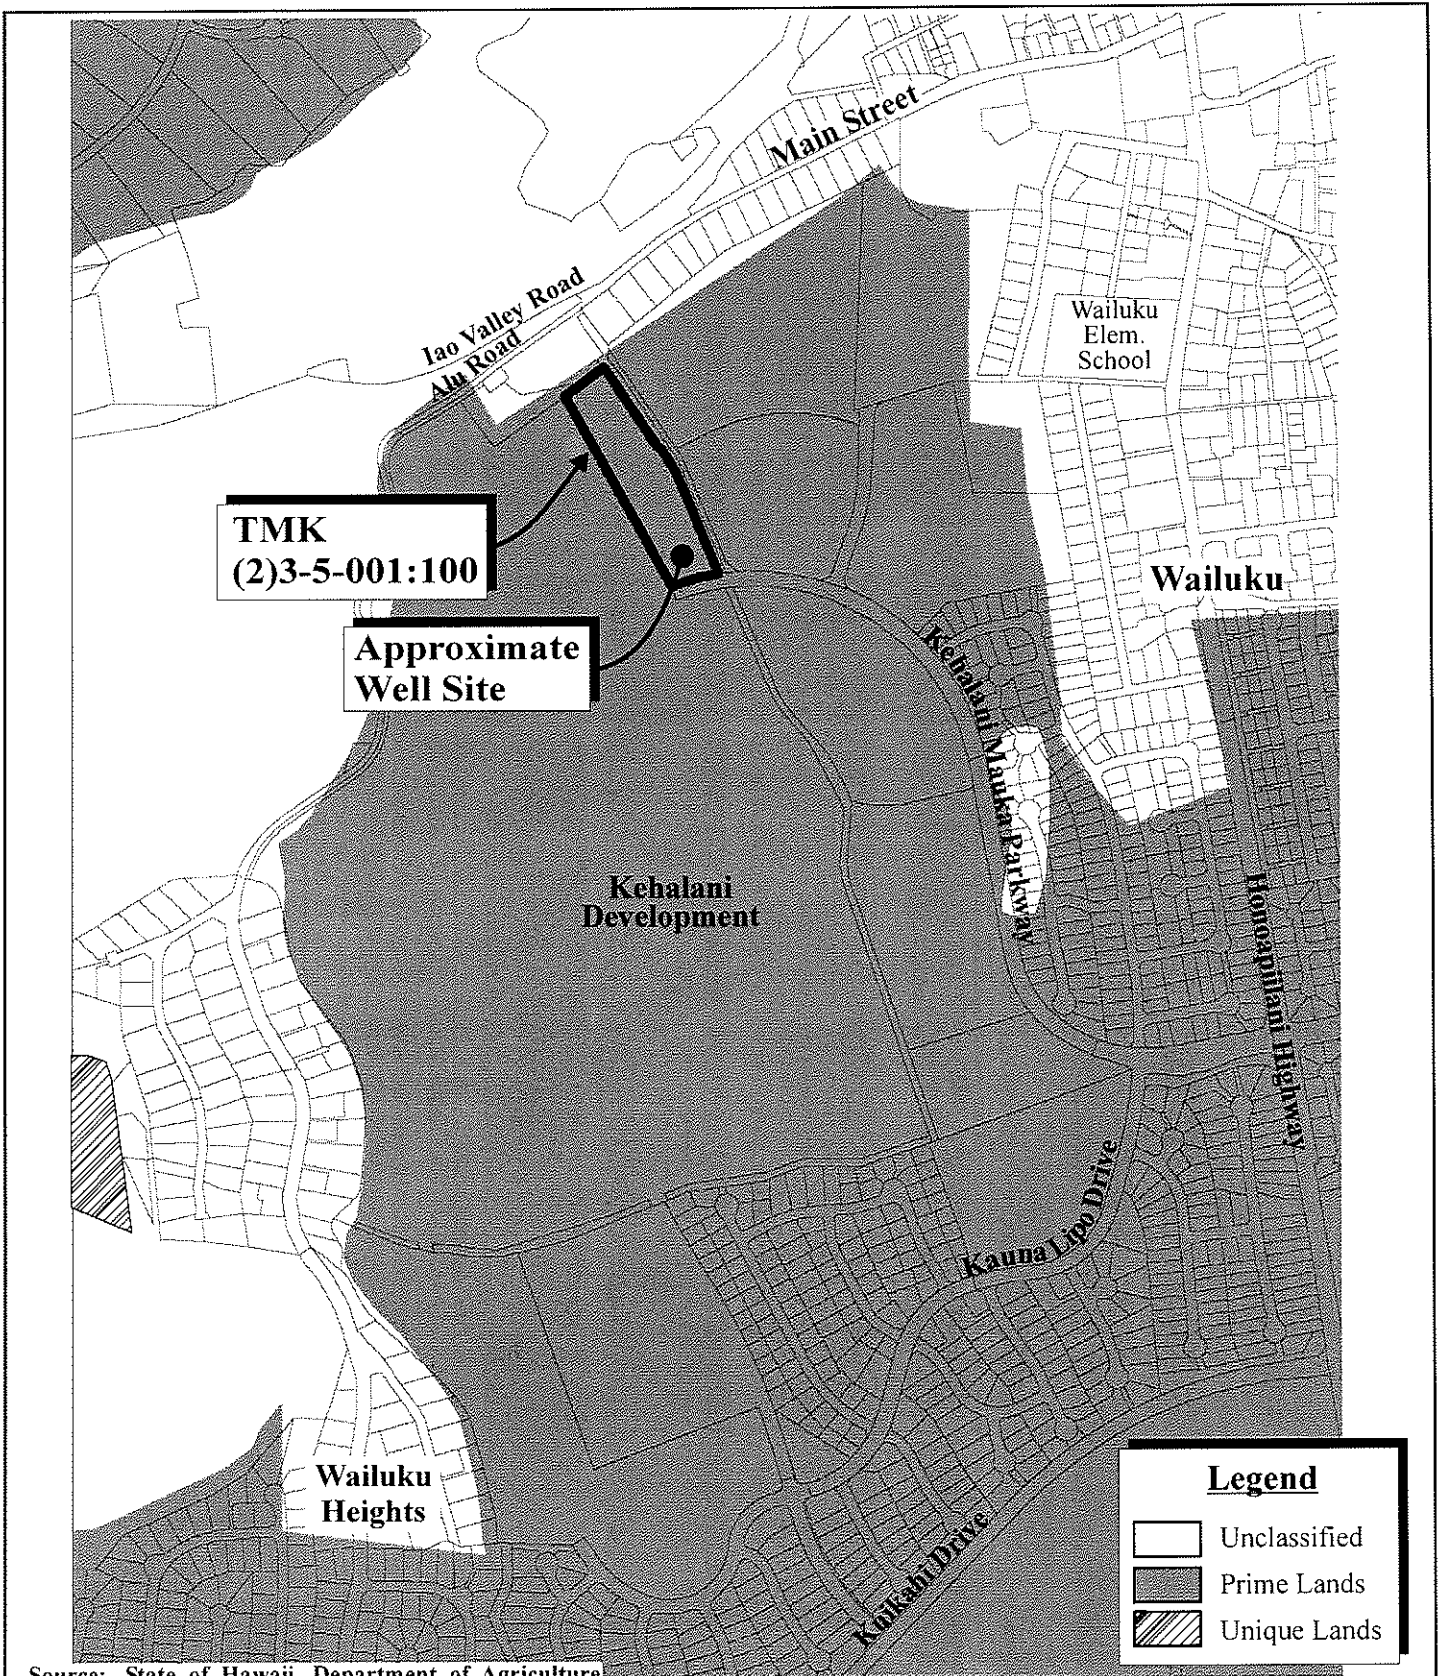 Main Street
Iao Valley Road
Alu Road
Wailuku
Elem.
School
TMK
(2)3-5-001:100
Wailuku
Approximate
Well Site
Kehalani Mauka Parkway
Kehalani
Development
Honoapiilani Highway
Kauna Lipo Drive
Wailuku
Heights
Kuikahi Drive
Legend
Unclassified
Prime Lands
Unique Lands
Source: State of Hawaii, Department of Agriculture